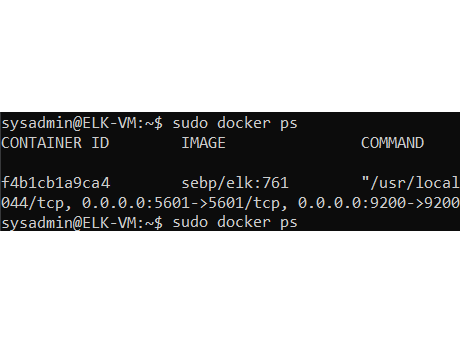 sysadmin@ELK-VM:~$ sudo docker ps
CONTAINER ID IMAGE COMMAND
f4b1cb1a9ca4 sebp/elk:761 "/usr/local
044/tcp, 0.0.0.0:5601->5601/tcp, 0.0.0.0:9200->9200
sysadmin@ELK-VM:~$ sudo docker ps